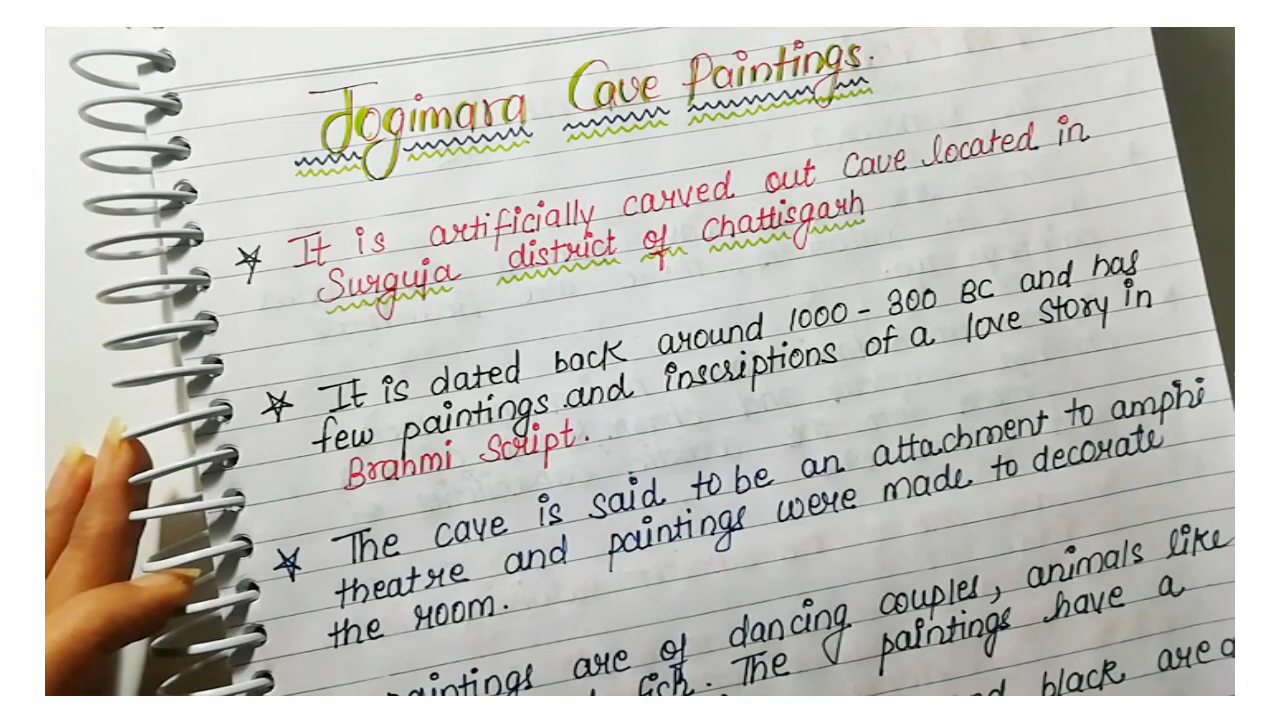 Jogimara Cave Paintings.
It is artificially carved out Cave located in
Surguja district of Chattisgarh
It is dated back around 1000 - 300 BC and has
few paintings and inscriptions of a love story in
Brahmi Script.
The cave is said to be an attachment to amphi
theatre and paintings were made to decorate
the room.
paintings are of dancing couples, animals like
fish. The paintings have a
black are